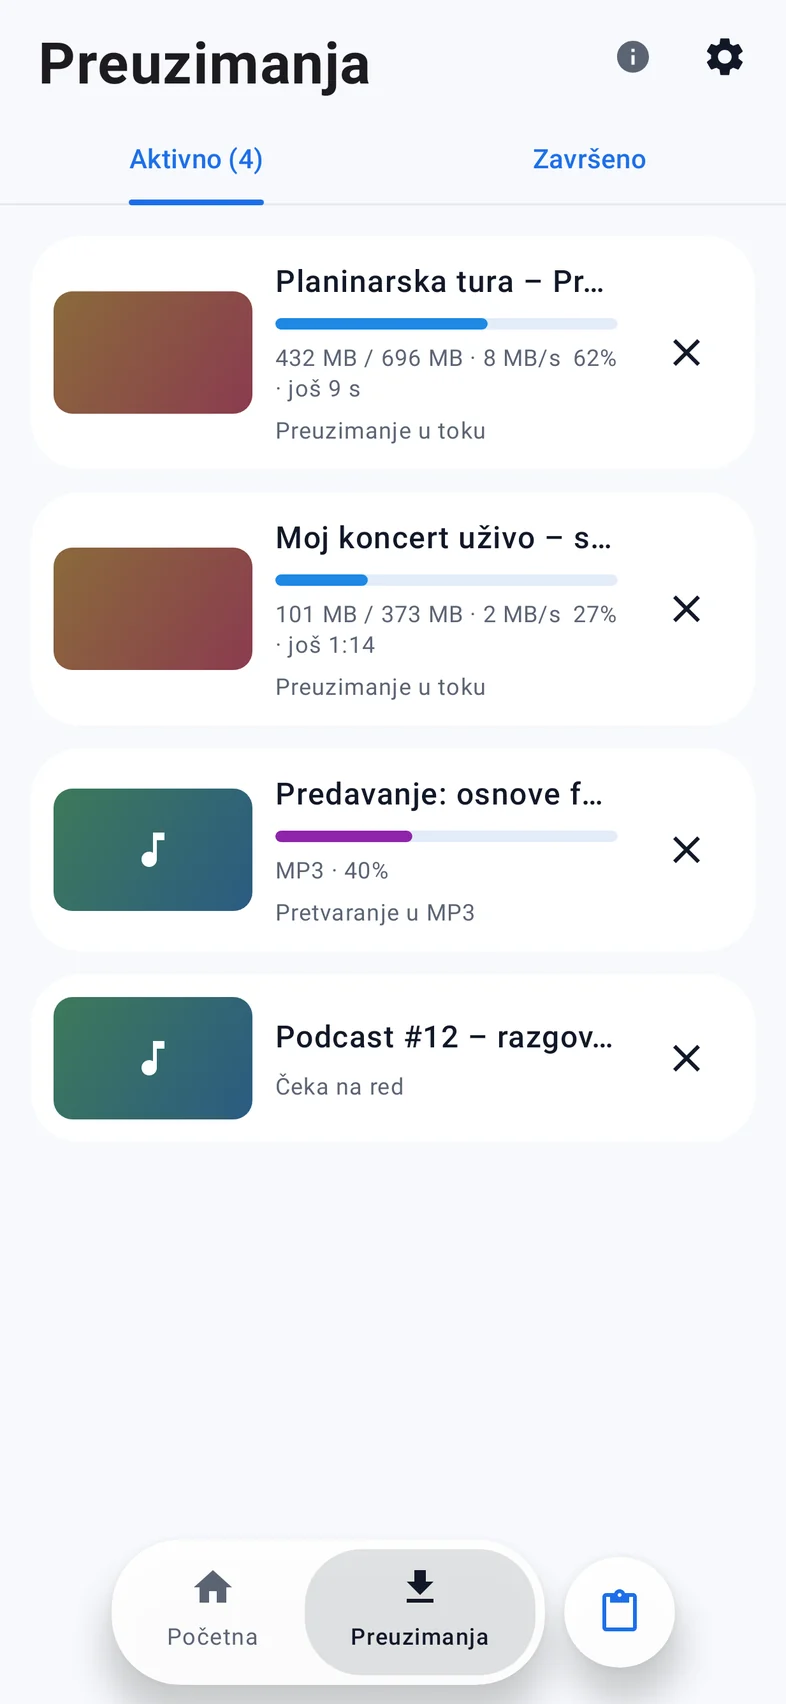 Preuzimanja
Aktivno (4)
Završeno
Planinarska tura – Pr…
432 MB / 696 MB · 8 MB/s 62%
· još 9 s
Preuzimanje u toku
Moj koncert uživo – s…
101 MB / 373 MB · 2 MB/s 27%
· još 1:14
Preuzimanje u toku
Predavanje: osnove f…
MP3 · 40%
Pretvaranje u MP3
Podcast #12 – razgov…
Čeka na red
Početna
Preuzimanja